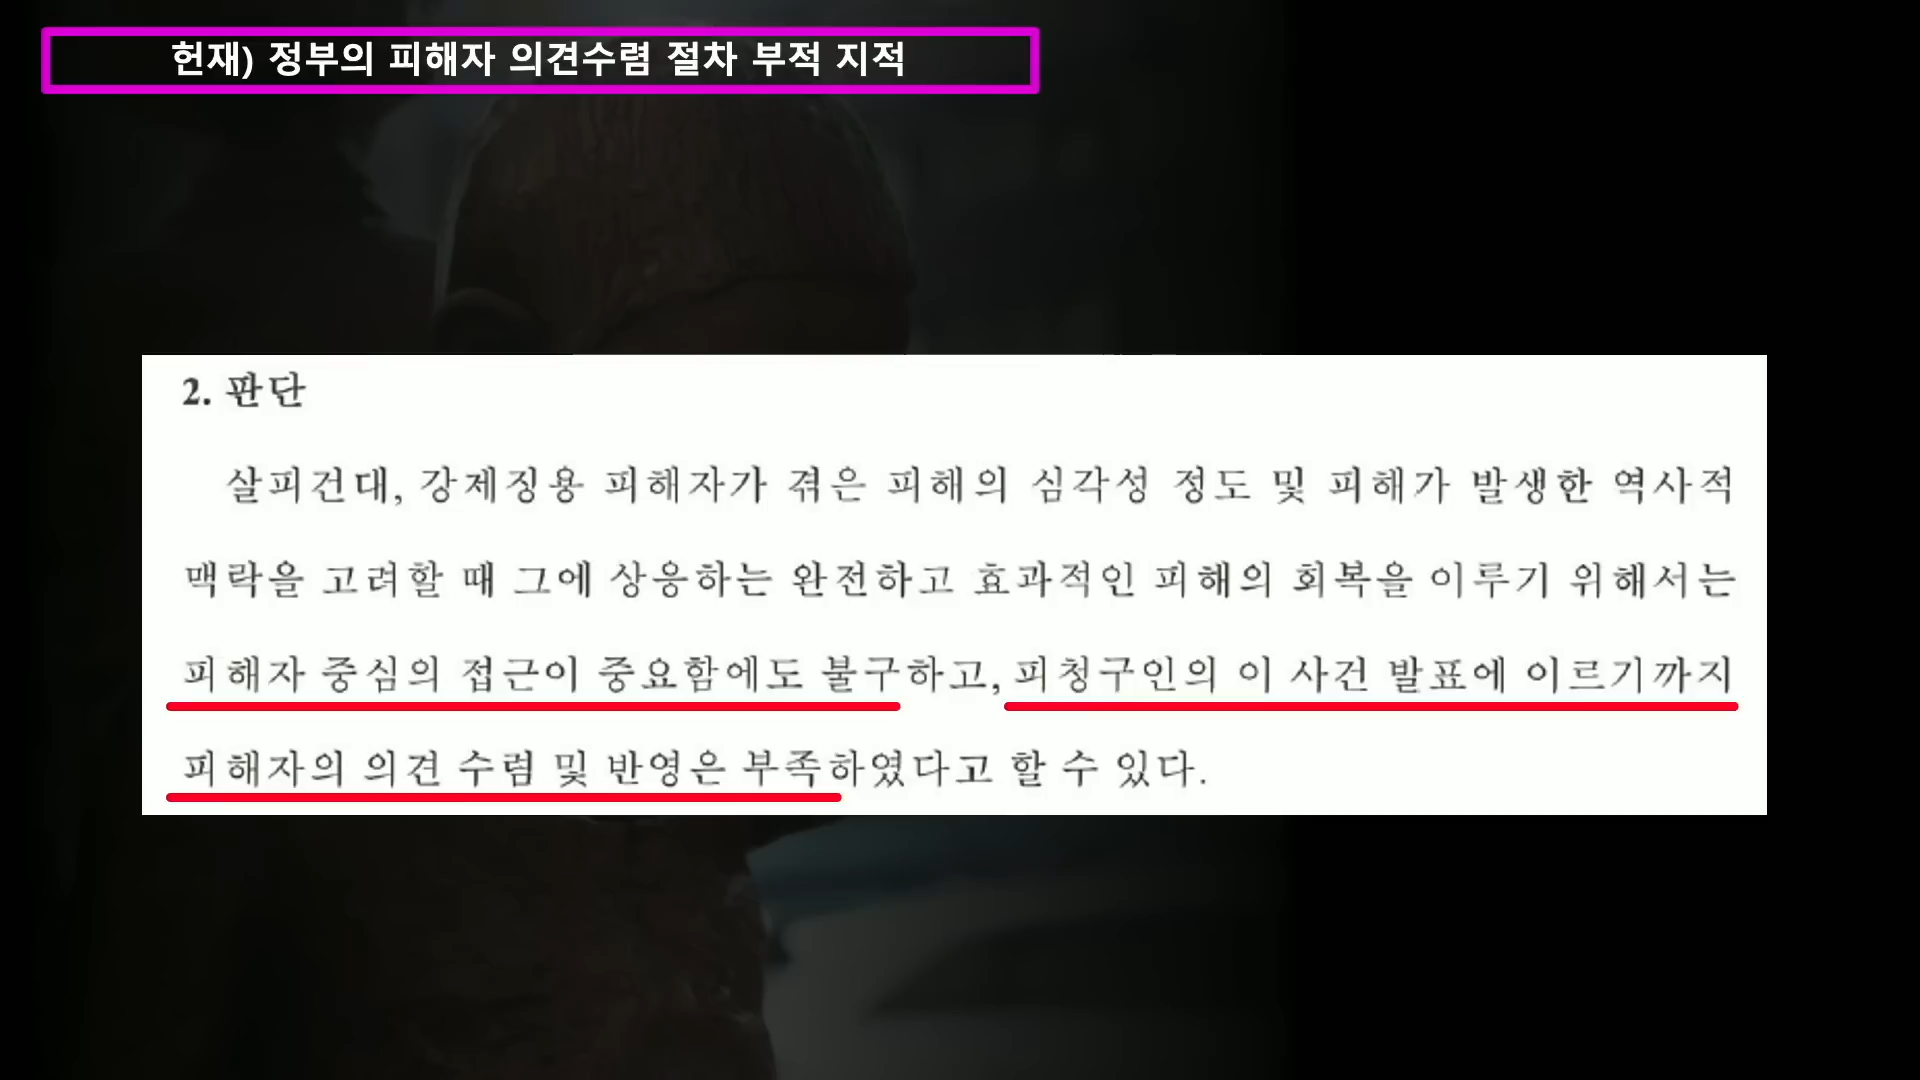 헌재) 정부의 피해자 의견수렴 절차 부적 지적
2. 판단
살피건대, 강제징용 피해자가 겪은 피해의 심각성 정도 및 피해가 발생한 역사적
맥락을 고려할 때 그에 상응하는 완전하고 효과적인 피해의 회복을 이루기 위해서는
피해자 중심의 접근이 중요함에도 불구하고, 피청구인의 이 사건 발표에 이르기까지
피해자의 의견 수렴 및 반영은 부족하였다고 할 수 있다.